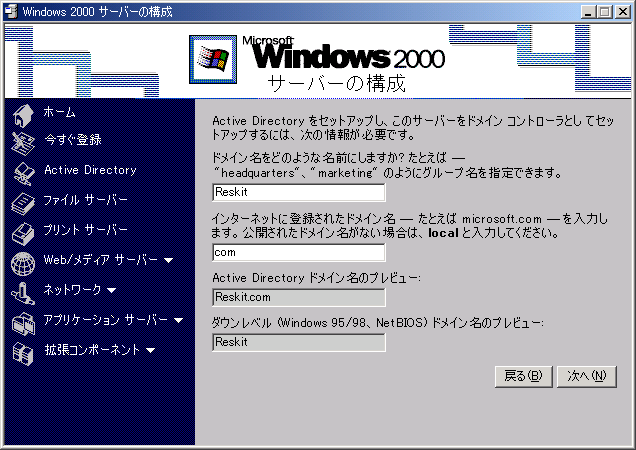 Windows 2000 サーバーの構成
Microsoft
Windows 2000
サーバーの構成
ホーム
今すぐ登録
Active Directory
ファイル サーバー
プリント サーバー
Web/メディア サーバー
ネットワーク
アプリケーション サーバー
拡張コンポーネント
Active Directory をセットアップし、このサーバーをドメイン コントローラとしてセッ
トアップするには、次の情報が必要です。
ドメイン名をどのような名前にしますか? たとえば —
"headquarters"、"marketing" のようにグループ名を指定できます。
Reskit
インターネットに登録されたドメイン名 — たとえば microsoft.com — を入力しま
す。公開されたドメイン名がない場合は、local と入力してください。
com
Active Directory ドメイン名のプレビュー:
Reskit.com
ダウンレベル (Windows 95/98、NetBIOS) ドメイン名のプレビュー:
Reskit
戻る(B)
次へ(N)